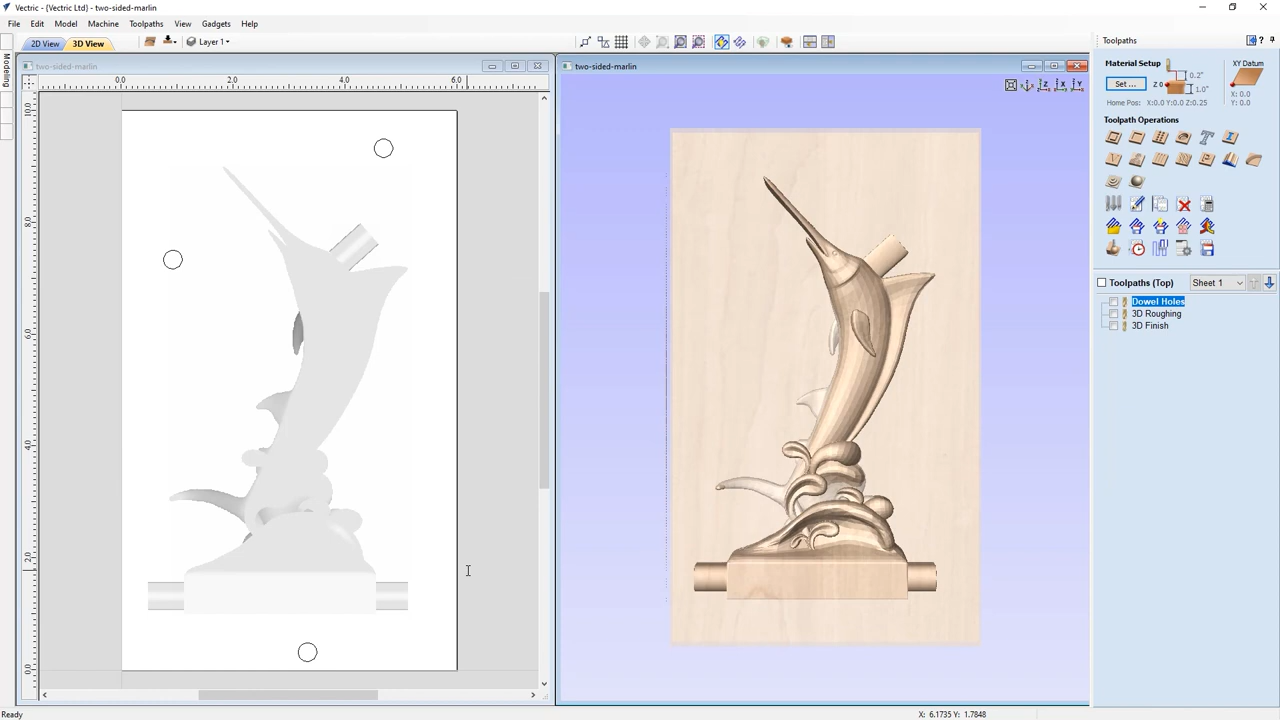 Vectric - {Vectric Ltd} - two-sided-marlin
File Edit Model Machine Toolpaths View Gadgets Help
2D View 3D View Layer 1
Modeling
two-sided-marlin
0.0 2.0 4.0 6.0
10.0
8.0
6.0
4.0
2.0
0.0
two-sided-marlin
Toolpaths
Material Setup
Set ...
Z 0
0.2"
1.0"
Home Pos: X:0.0 Y:0.0 Z:0.25
XY Datum
X: 0.0
Y: 0.0
Toolpath Operations
Toolpaths (Top) Sheet 1
Dowel Holes
3D Roughing
3D Finish
Ready
X: 6.1735 Y: 1.7848